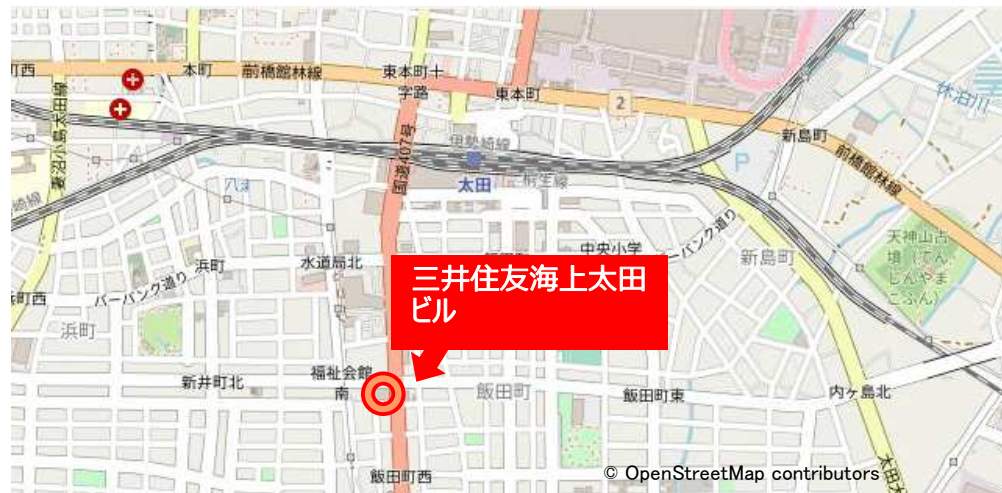 町西
本町
前橋館林線
東本町十
字路
東本町
2
新島町
休泊川
前橋館林線
伊勢崎線
太田
桐生線
国道407号
P
崎線
八瀬
浜町
水道局北
中央小学
バーバンク通り
新島町
天神山古
墳(てん
じんやま
こふん)
三井住友海上太田
ビル
町西
バーバンク通り
浜町
新井町北
福祉会館
南
飯田町
飯田町東
内ケ島北
飯田町西
© OpenStreetMap contributors